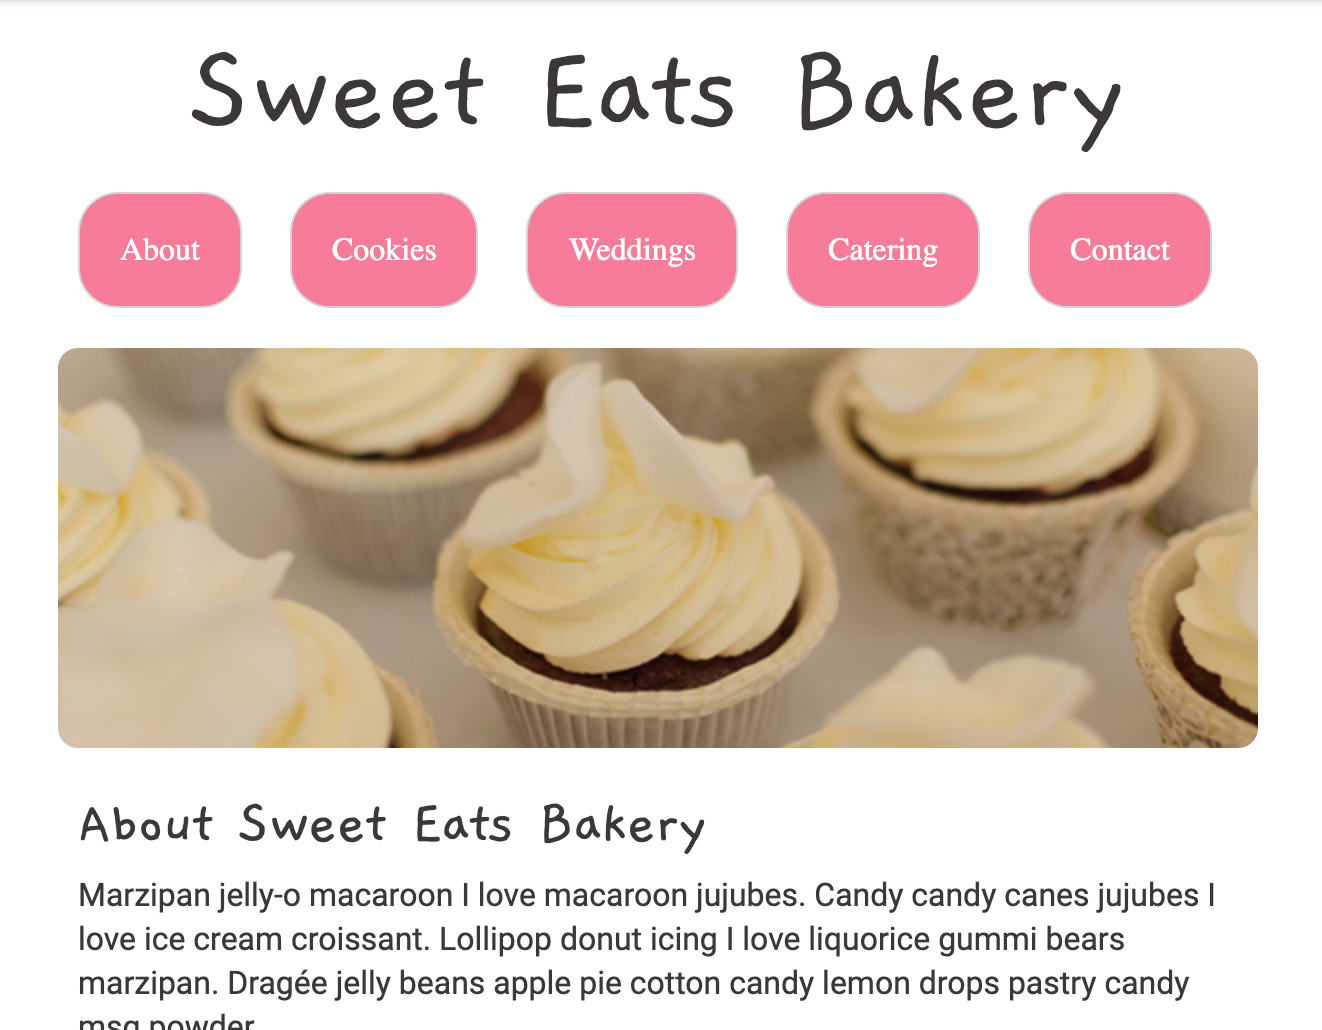 Sweet Eats Bakery
About Cookies Weddings Catering Contact
About Sweet Eats Bakery
Marzipan jelly-o macaroon I love macaroon jujubes. Candy candy canes jujubes I
love ice cream croissant. Lollipop donut icing I love liquorice gummi bears
marzipan. Dragée jelly beans apple pie cotton candy lemon drops pastry candy
msg powder